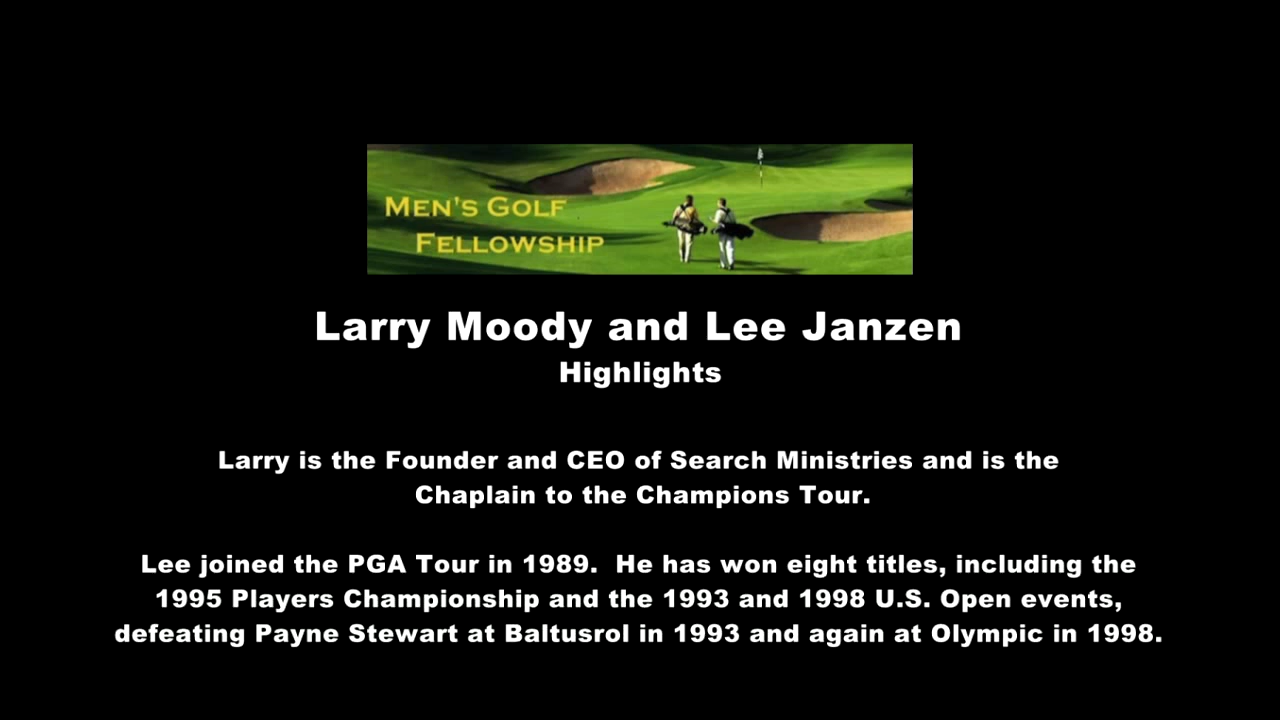 MEN'S GOLF
FELLOWSHIP
Larry Moody and Lee Janzen
Highlights
Larry is the Founder and CEO of Search Ministries and is the
Chaplain to the Champions Tour.
Lee joined the PGA Tour in 1989.  He has won eight titles, including the
1995 Players Championship and the 1993 and 1998 U.S. Open events,
defeating Payne Stewart at Baltusrol in 1993 and again at Olympic in 1998.